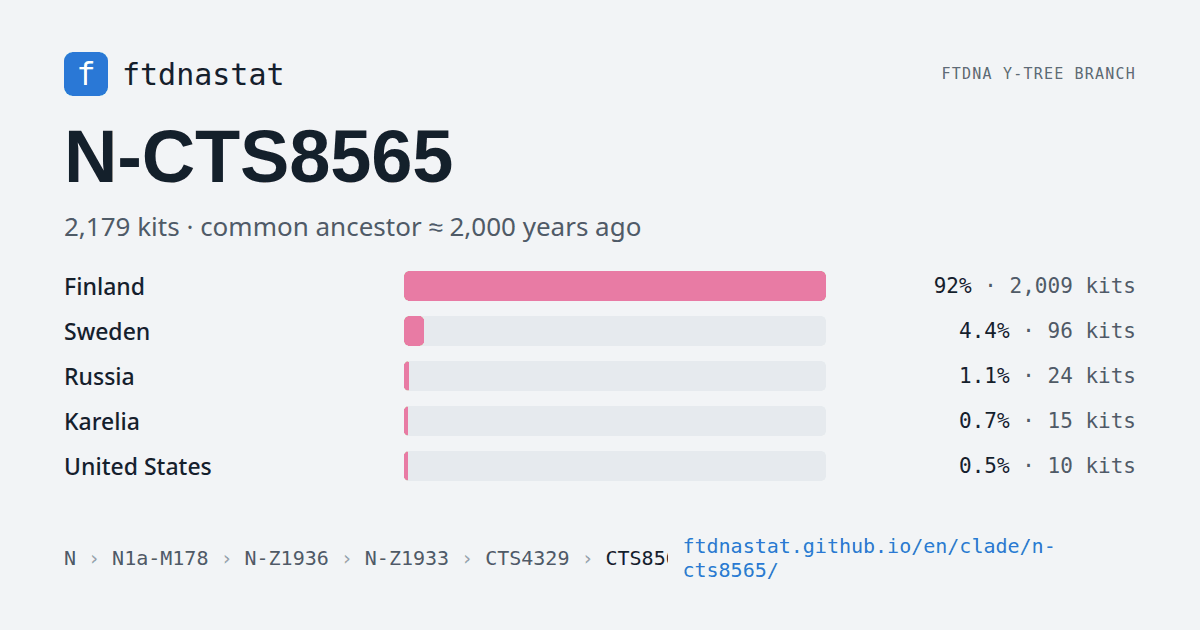 f ftdnastat
FTDNA Y-TREE BRANCH
N-CTS8565
2,179 kits · common ancestor ≈ 2,000 years ago
Finland 92% · 2,009 kits
Sweden 4.4% · 96 kits
Russia 1.1% · 24 kits
Karelia 0.7% · 15 kits
United States 0.5% · 10 kits
N › N1a-M178 › N-Z1936 › N-Z1933 › CTS4329 ›
ftdnastat.github.io/en/clade/n-
cts8565/